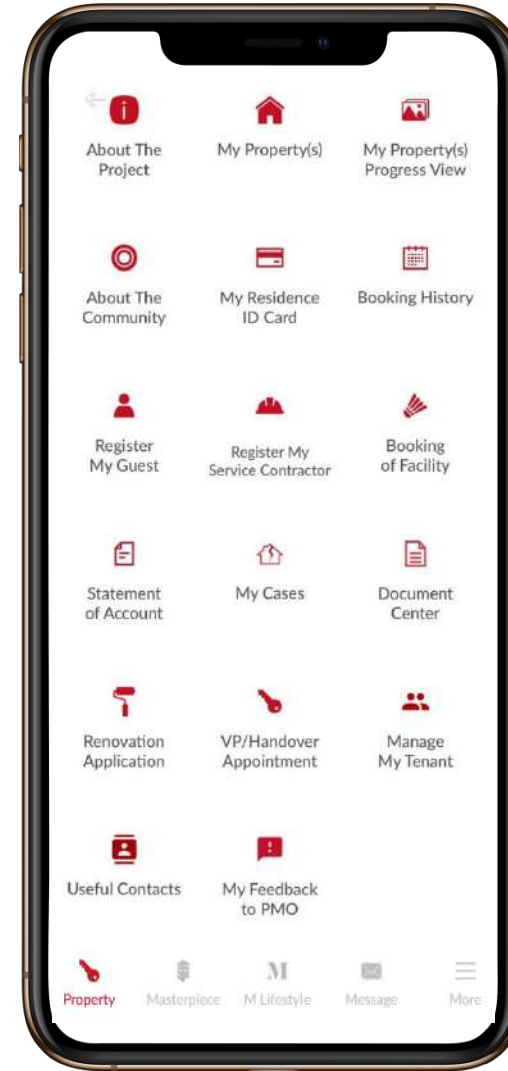 About The
Project
My Property(s)
My Property(s)
Progress View
About The
Community
My Residence
ID Card
Booking History
Register
My Guest
Register My
Service Contractor
Booking
of Facility
Statement
of Account
My Cases
Document
Center
Renovation
Application
VP/Handover
Appointment
Manage
My Tenant
Useful Contacts
My Feedback
to PMO
Property
Masterpiece
M Lifestyle
Message
More